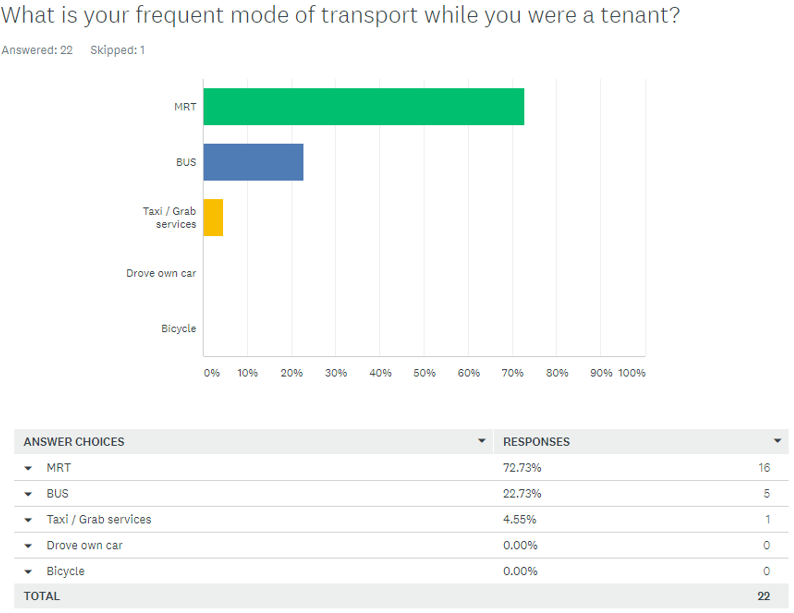 What is your frequent mode of transport while you were a tenant?
Answered: 22 Skipped: 1
MRT
BUS
Taxi / Grab
services
Drove own car
Bicycle
0% 10% 20% 30% 40% 50% 60% 70% 80% 90% 100%
ANSWER CHOICES RESPONSES
MRT 72.73% 16
BUS 22.73% 5
Taxi / Grab services 4.55% 1
Drove own car 0.00% 0
Bicycle 0.00% 0
TOTAL 22